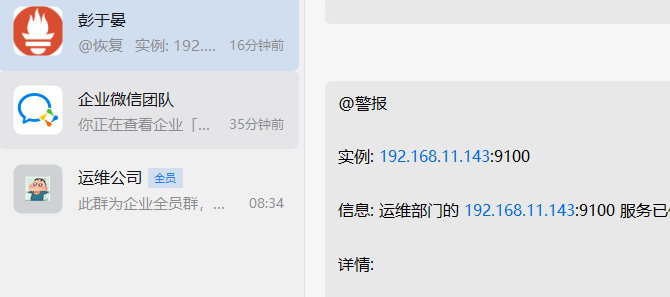 彭于晏
@恢复 实例: 192.... 16分钟前
企业微信团队
你正在查看企业「... 35分钟前
运维公司 全员
此群为企业全员群，... 08:34
@警报
实例: 192.168.11.143:9100
信息: 运维部门的 192.168.11.143:9100 服务已
详情: